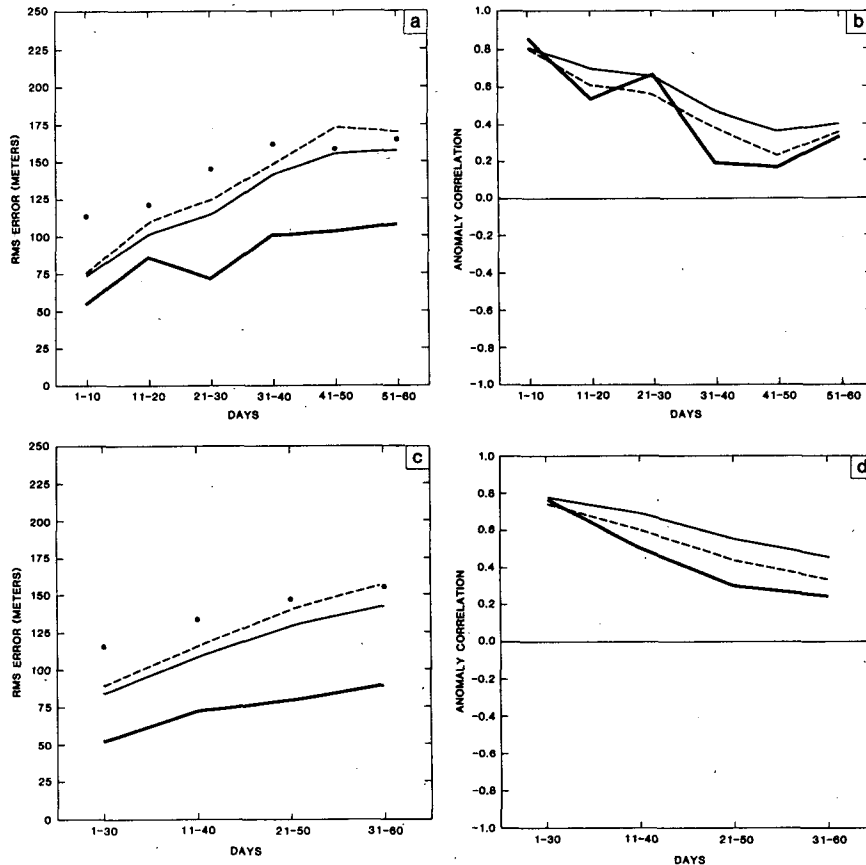 a
250
225
200
175
150
125
100
75
50
25
0
RMS ERROR (METERS)
1–10 11–20 21–30 31–40 41–50 51–60
DAYS
b
1.0
0.8
0.6
0.4
0.2
0.0
−0.2
−0.4
−0.6
−0.8
−1.0
ANOMALY CORRELATION
1–10 11–20 21–30 31–40 41–50 51–60
DAYS
c
250
225
200
175
150
125
100
75
50
25
0
RMS ERROR (METERS)
1–30 11–40 21–50 31–60
DAYS
d
1.0
0.8
0.6
0.4
0.2
0.0
−0.2
−0.4
−0.6
−0.8
−1.0
ANOMALY CORRELATION
1–30 11–40 21–50 31–60
DAYS